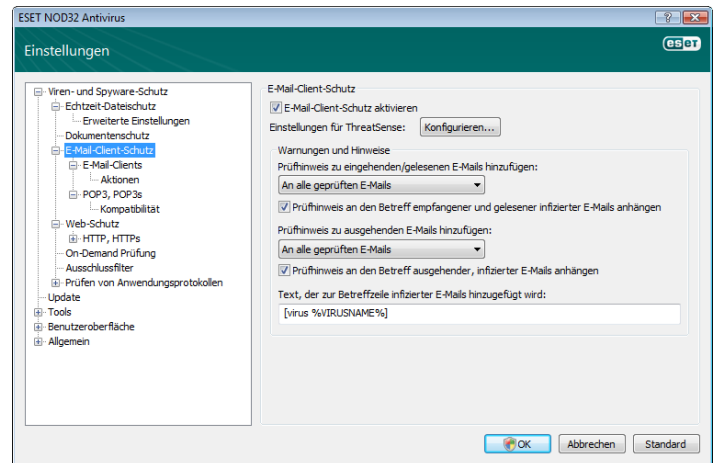 ESET NOD32 Antivirus
Einstellungen
eset
Viren- und Spyware-Schutz
Echtzeit-Dateischutz
Erweiterte Einstellungen
Dokumentenschutz
E-Mail-Client-Schutz
E-Mail-Clients
Aktionen
POP3, POP3s
Kompatibilität
Web-Schutz
HTTP, HTTPs
On-Demand Prüfung
Ausschlussfilter
Prüfen von Anwendungsprotokollen
Update
Tools
Benutzeroberfläche
Allgemein
E-Mail-Client-Schutz
E-Mail-Client-Schutz aktivieren
Einstellungen für ThreatSense: Konfigurieren...
Warnungen und Hinweise
Prüfhinweis zu eingehenden/gelesenen E-Mails hinzufügen:
An alle geprüften E-Mails
Prüfhinweis an den Betreff empfangener und gelesener infizierter E-Mails anhängen
Prüfhinweis zu ausgehenden E-Mails hinzufügen:
An alle geprüften E-Mails
Prüfhinweis an den Betreff ausgehender, infizierter E-Mails anhängen
Text, der zur Betreffzeile infizierter E-Mails hinzugefügt wird:
[virus %VIRUSNAME%]
OK Abbrechen Standard